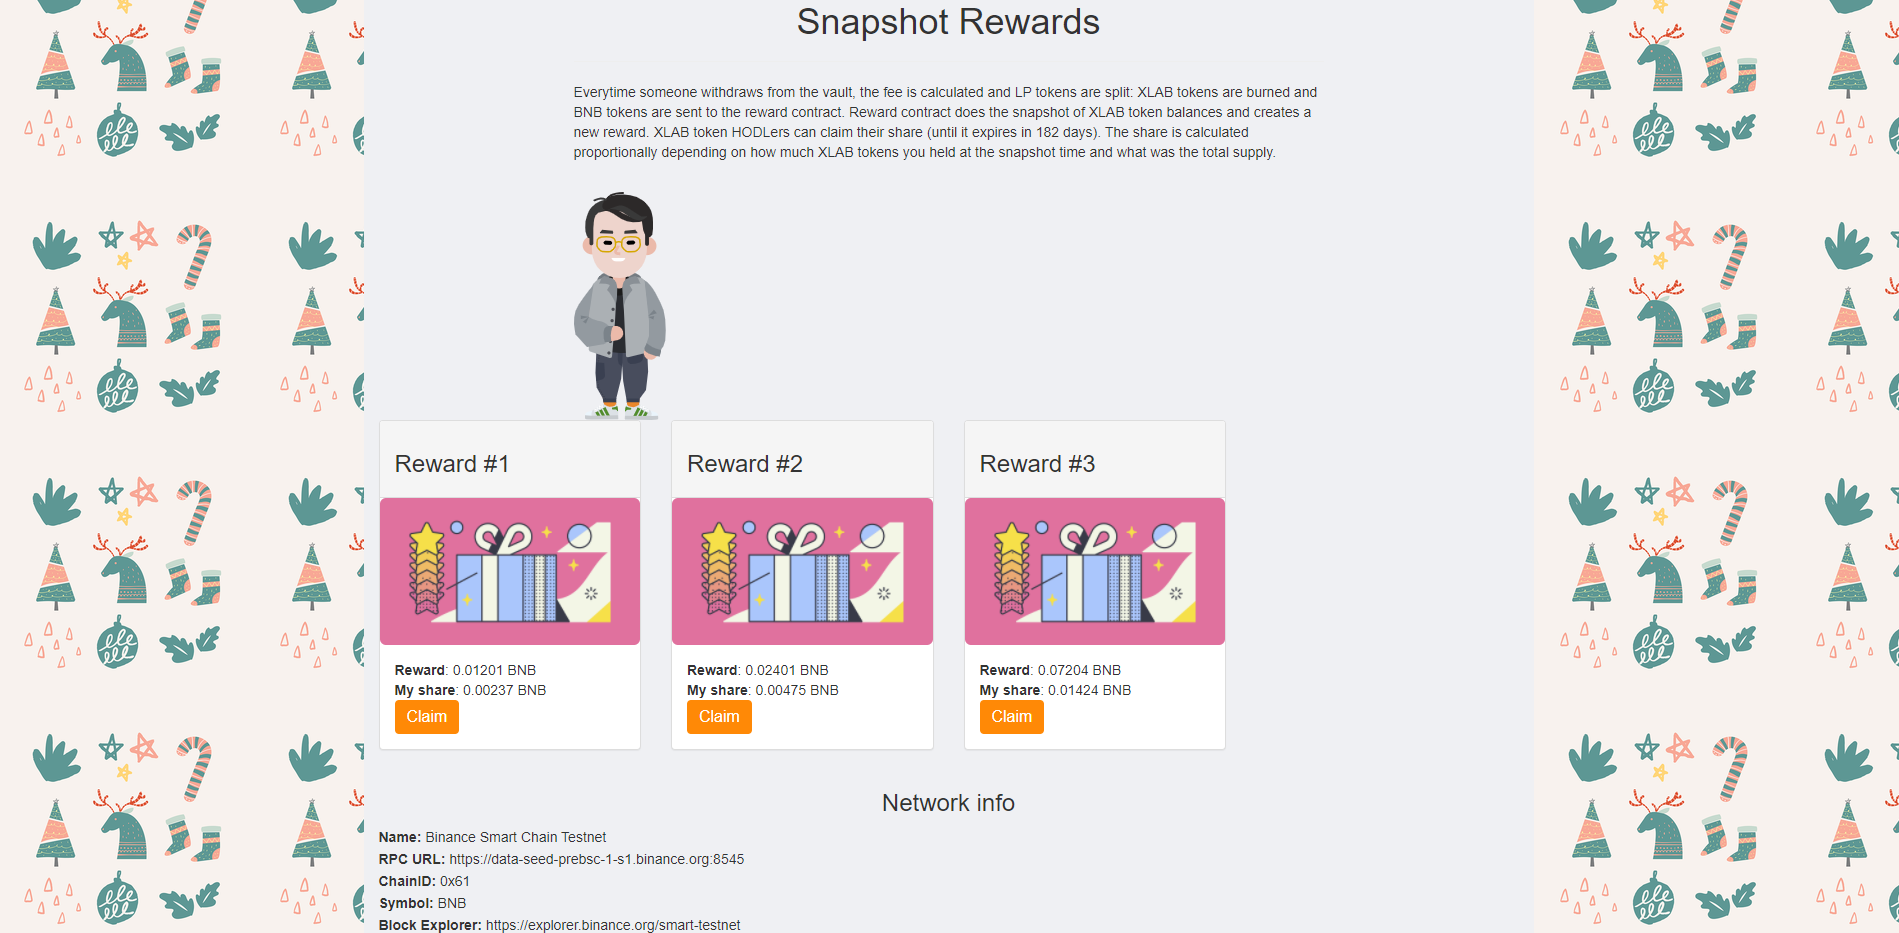 Snapshot Rewards
Everytime someone withdraws from the vault, the fee is calculated and LP tokens are split: XLAB tokens are burned and
BNB tokens are sent to the reward contract. Reward contract does the snapshot of XLAB token balances and creates a
new reward. XLAB token HODLers can claim their share (until it expires in 182 days). The share is calculated
proportionally depending on how much XLAB tokens you held at the snapshot time and what was the total supply.
Reward #1
Reward: 0.01201 BNB
My share: 0.00237 BNB
Claim
Reward #2
Reward: 0.02401 BNB
My share: 0.00475 BNB
Claim
Reward #3
Reward: 0.07204 BNB
My share: 0.01424 BNB
Claim
Network info
Name: Binance Smart Chain Testnet
RPC URL: https://data-seed-prebsc-1-s1.binance.org:8545
ChainID: 0x61
Symbol: BNB
Block Explorer: https://explorer.binance.org/smart-testnet